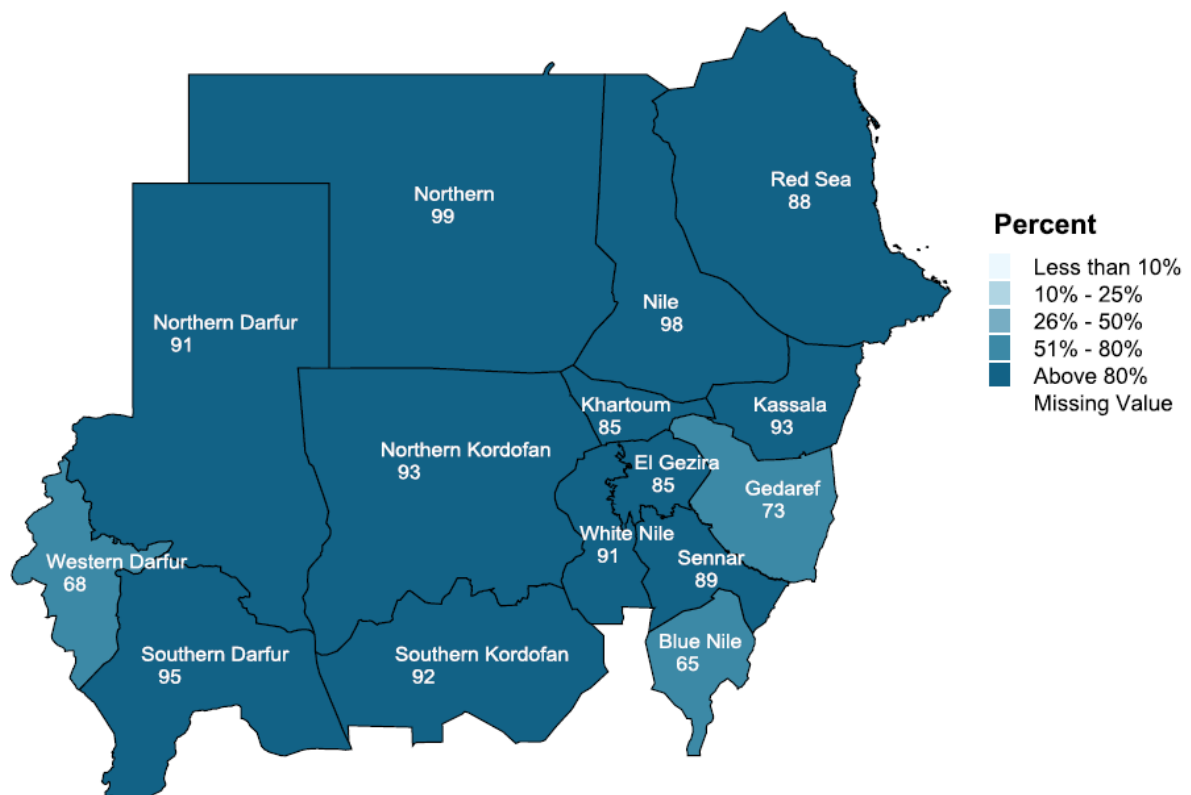 Northern
99
Red Sea
88
Nile
98
Northern Darfur
91
Khartoum
85
Kassala
93
Northern Kordofan
93
El Gezira
85
Gedaref
73
White Nile
91
Sennar
89
Western Darfur
68
Blue Nile
65
Southern Darfur
95
Southern Kordofan
92
Percent
Less than 10%
10% - 25%
26% - 50%
51% - 80%
Above 80%
Missing Value